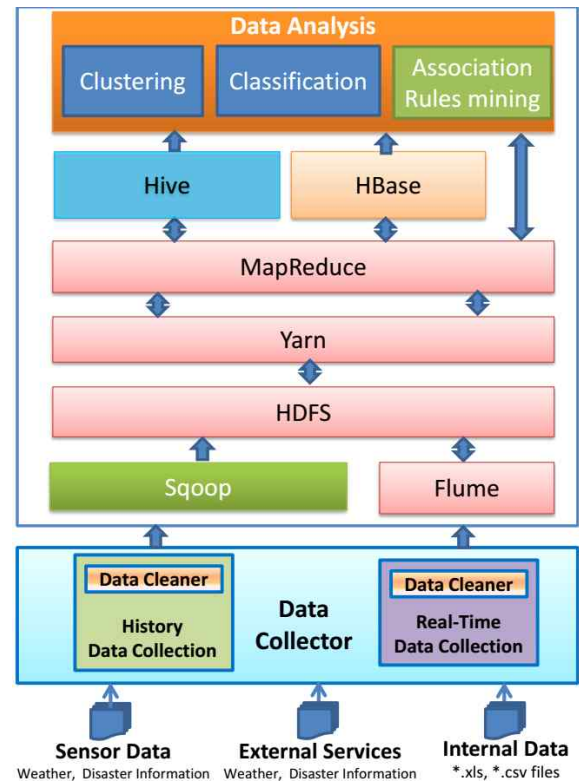 Data Analysis
Clustering
Classification
Association
Rules mining
Hive
HBase
MapReduce
Yarn
HDFS
Sqoop
Flume
Data Cleaner
History
Data Collection
Data
Collector
Data Cleaner
Real-Time
Data Collection
Sensor Data
Weather, Disaster Information
External Services
Weather, Disaster Information
Internal Data
*.xls, *.csv files